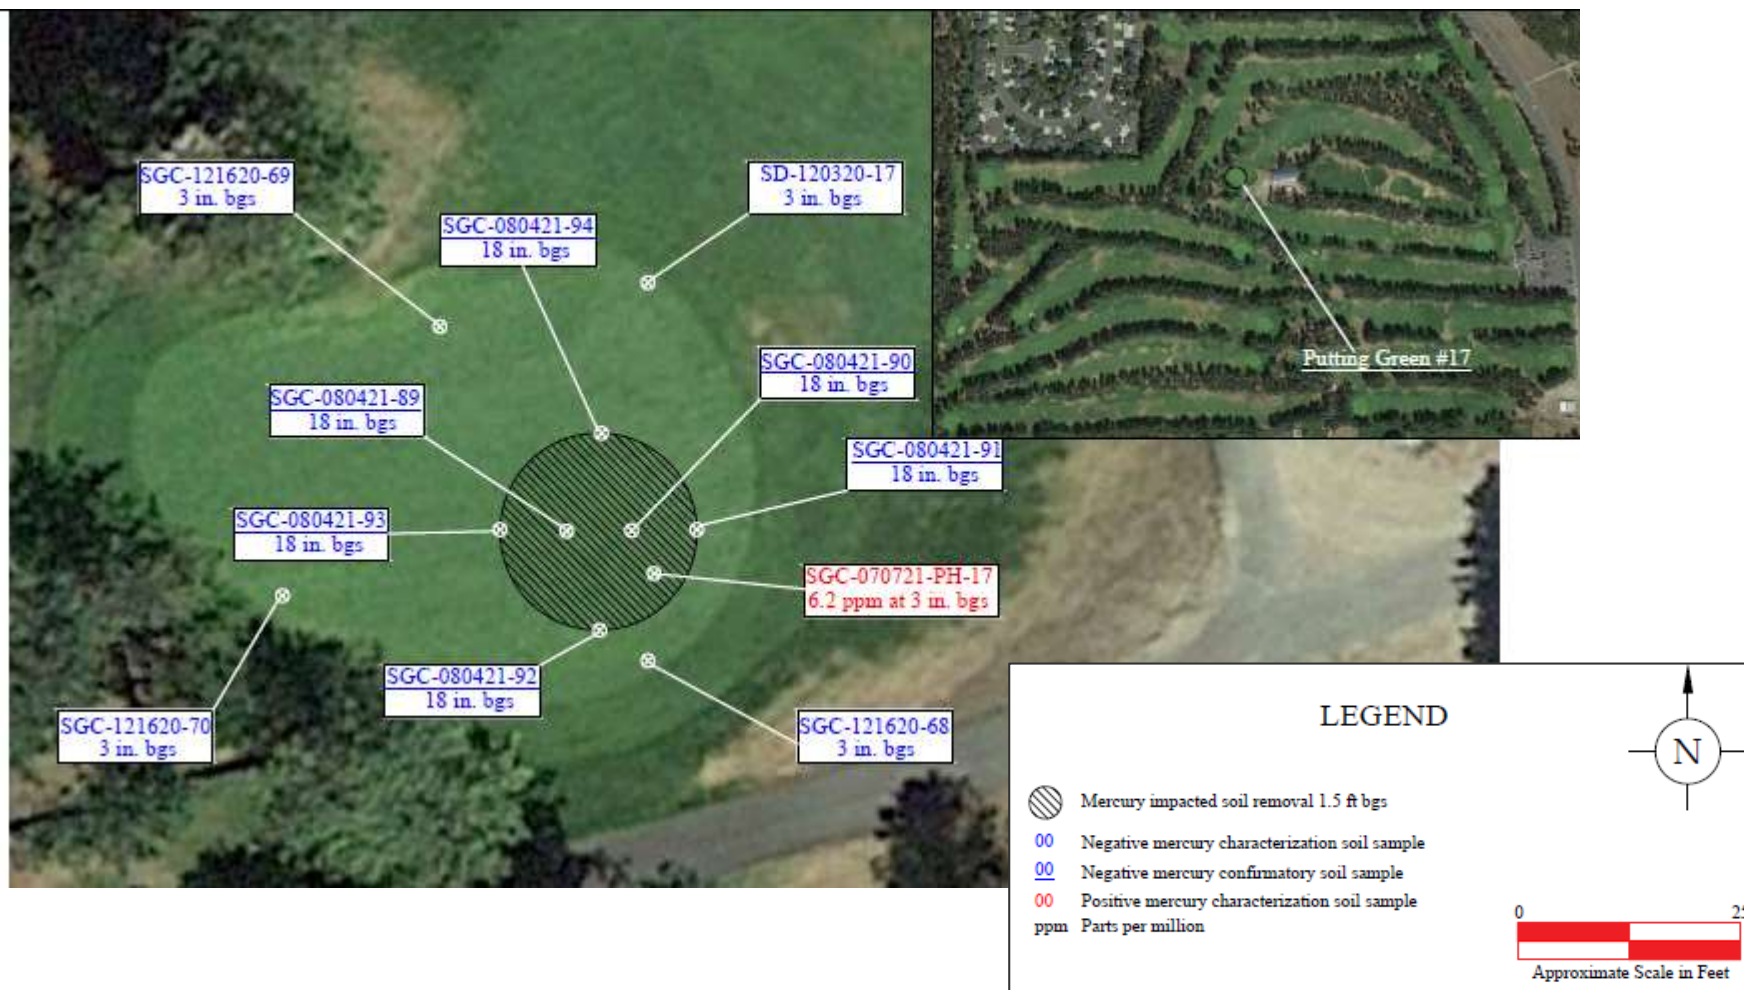 SGC-121620-69
3 in. bgs
SD-120320-17
3 in. bgs
SGC-080421-94
18 in. bgs
SGC-080421-90
18 in. bgs
SGC-080421-89
18 in. bgs
SGC-080421-91
18 in. bgs
SGC-080421-93
18 in. bgs
SGC-070721-PH-17
6.2 ppm at 3 in. bgs
SGC-080421-92
18 in. bgs
SGC-121620-70
3 in. bgs
SGC-121620-68
3 in. bgs
Putting Green #17
LEGEND
N
Mercury impacted soil removal 1.5 ft bgs
00 Negative mercury characterization soil sample
00 Negative mercury confirmatory soil sample
00 Positive mercury characterization soil sample
ppm Parts per million
0 25
Approximate Scale in Feet